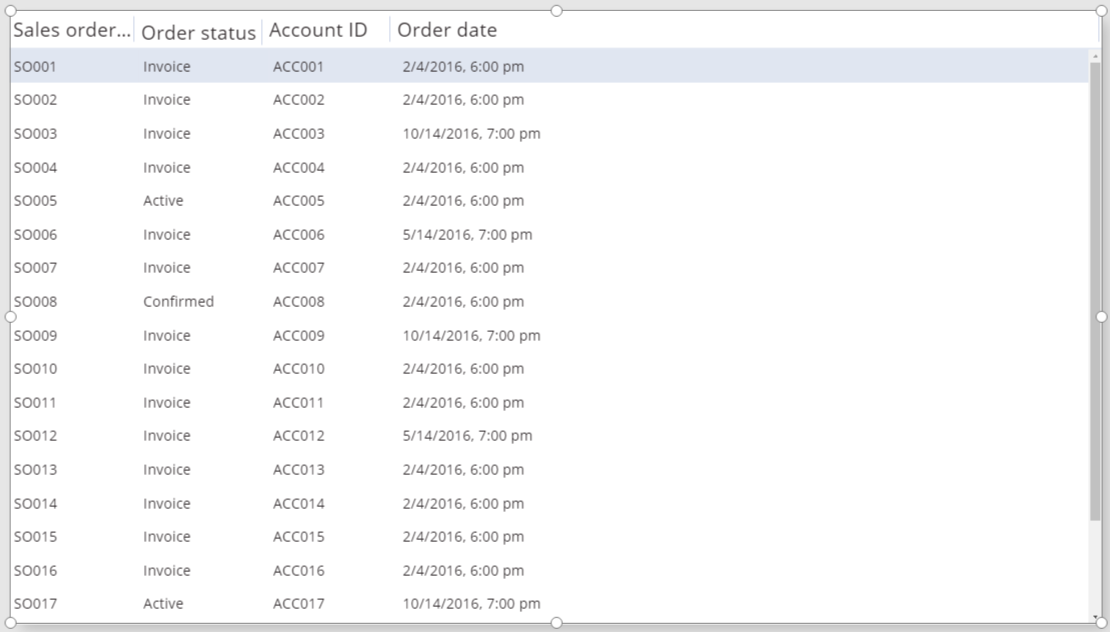 Sales order... Order status Account ID Order date
SO001 Invoice ACC001 2/4/2016, 6:00 pm
SO002 Invoice ACC002 2/4/2016, 6:00 pm
SO003 Invoice ACC003 10/14/2016, 7:00 pm
SO004 Invoice ACC004 2/4/2016, 6:00 pm
SO005 Active ACC005 2/4/2016, 6:00 pm
SO006 Invoice ACC006 5/14/2016, 7:00 pm
SO007 Invoice ACC007 2/4/2016, 6:00 pm
SO008 Confirmed ACC008 2/4/2016, 6:00 pm
SO009 Invoice ACC009 10/14/2016, 7:00 pm
SO010 Invoice ACC010 2/4/2016, 6:00 pm
SO011 Invoice ACC011 2/4/2016, 6:00 pm
SO012 Invoice ACC012 5/14/2016, 7:00 pm
SO013 Invoice ACC013 2/4/2016, 6:00 pm
SO014 Invoice ACC014 2/4/2016, 6:00 pm
SO015 Invoice ACC015 2/4/2016, 6:00 pm
SO016 Invoice ACC016 2/4/2016, 6:00 pm
SO017 Active ACC017 10/14/2016, 7:00 pm